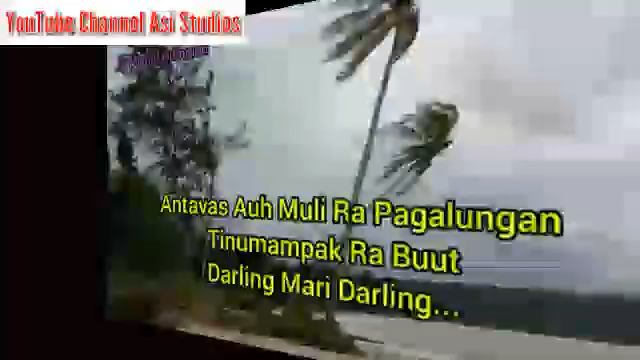 YouTube Channel Asi Studios
Antavas Auh Muli Ra Pagalungan
Tinumampak Ra Buut
Darling Mari Darling...